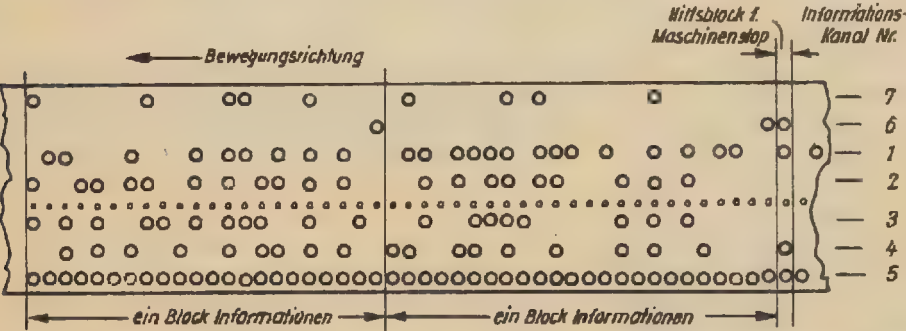 Hilfsblock f.
Maschinenstop
Informations-
Kanal Nr.
Bewegungsrichtung
7
6
1
2
3
4
5
ein Block Informationen
ein Block Informationen